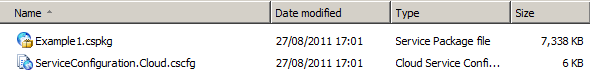 Name Date modified Type Size
Example1.cspkg 27/08/2011 17:01 Service Package file 7,338 KB
ServiceConfiguration.Cloud.cscfg 27/08/2011 17:01 Cloud Service Confi... 6 KB